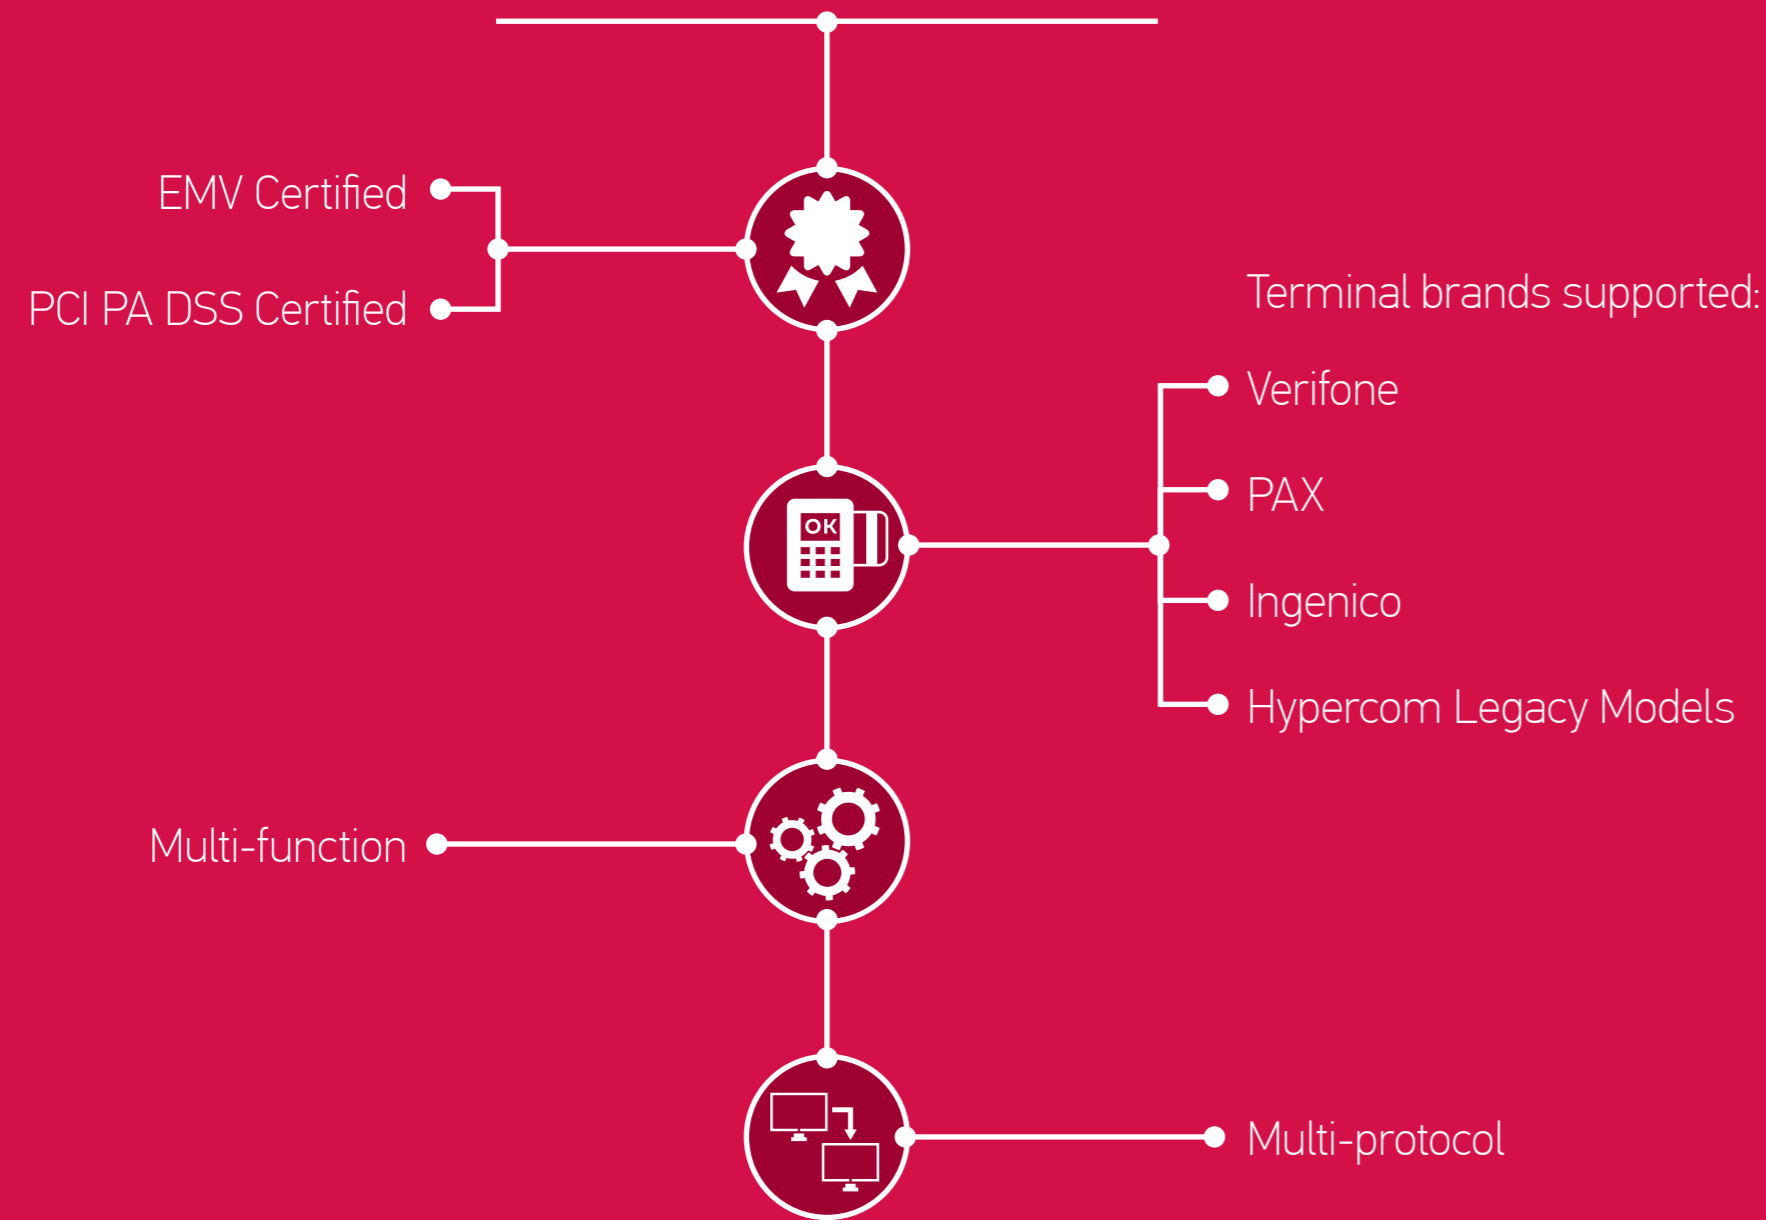 EMV Certified
PCI PA DSS Certified
Terminal brands supported:
Verifone
PAX
OK
Ingenico
Hypercom Legacy Models
Multi-function
Multi-protocol